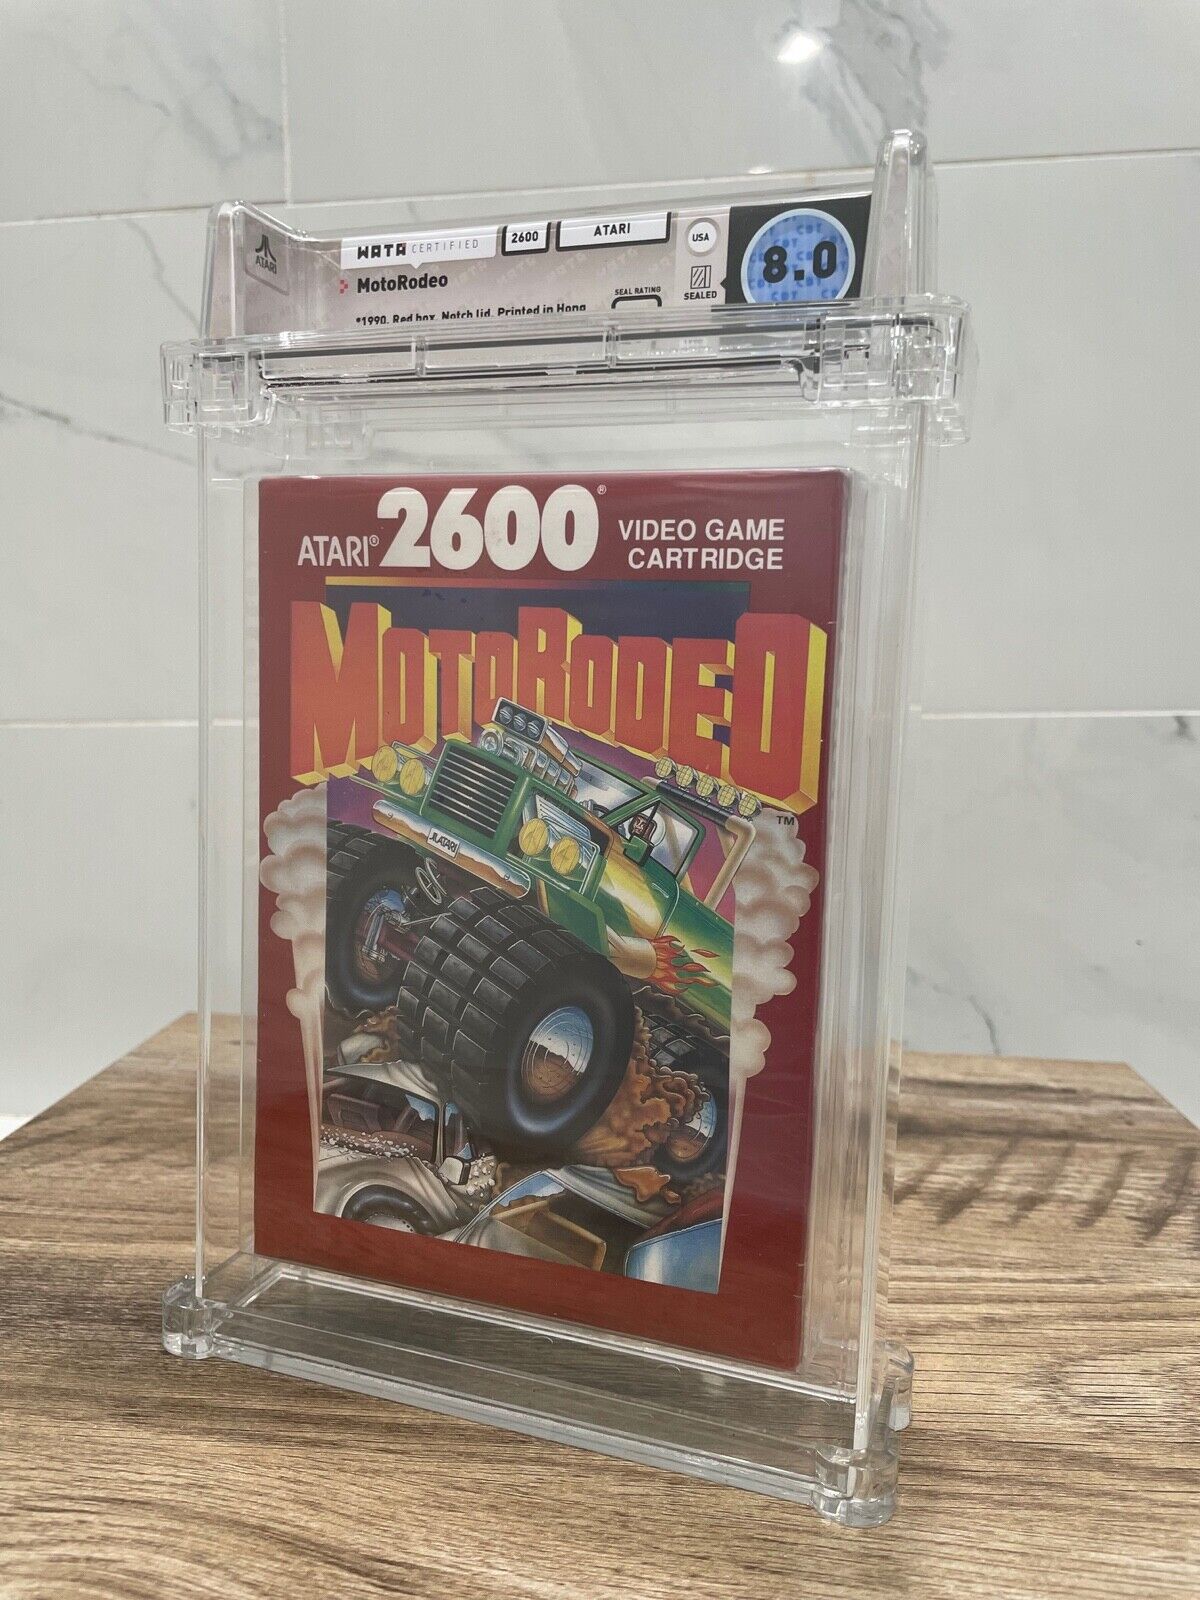 ATARI
WATA CERTIFIED
2600
ATARI
USA
8.0
MotoRodeo
SEAL RATING
SEALED
*1990, Red box, Notch lid, Printed in Hong
ATARI® 2600®
VIDEO GAME
CARTRIDGE
MOTORODEO
TM
ATARI